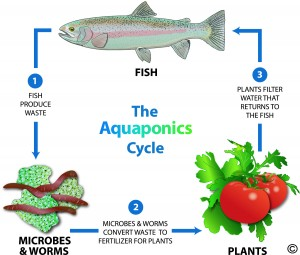 FISH
1
FISH
PRODUCE
WASTE
The
Aquaponics
Cycle
3
PLANTS FILTER
WATER THAT
RETURNS TO
THE FISH
2
MICROBES & WORMS
CONVERT WASTE TO
FERTILIZER FOR PLANTS
MICROBES
& WORMS
PLANTS
©